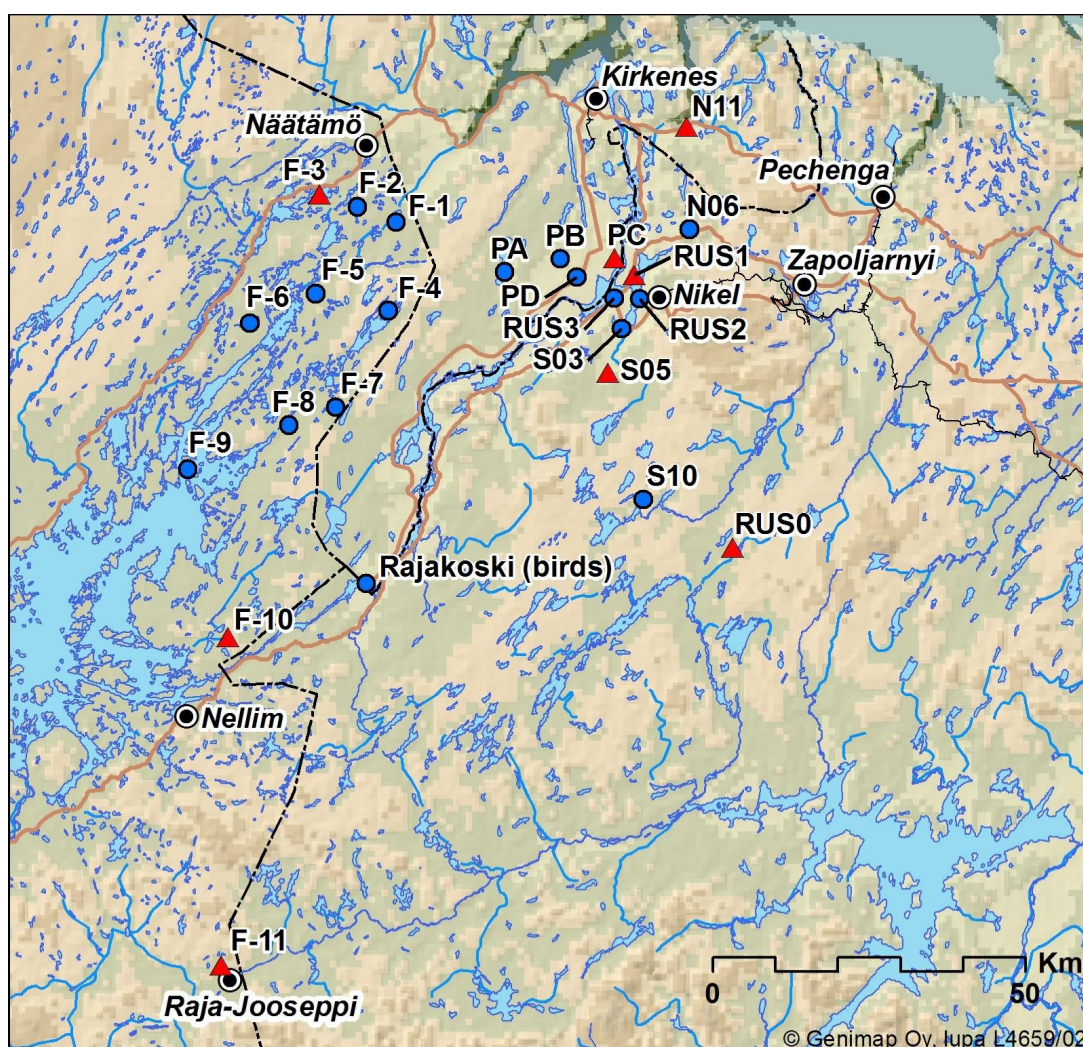 Kirkenes
N11
Näätämö
F-3
F-2
F-1
Pechenga
N06
PC
PB
PA
RUS1
Zapoljarnyi
F-5
PD
F-6
F-4
Nikel
RUS3
RUS2
S03
S05
F-7
F-8
F-9
S10
RUS0
Rajakoski (birds)
F-10
Nellim
F-11
Km
Raja-Jooseppi
0 50
© Genimap Oy, lupa L4659/02